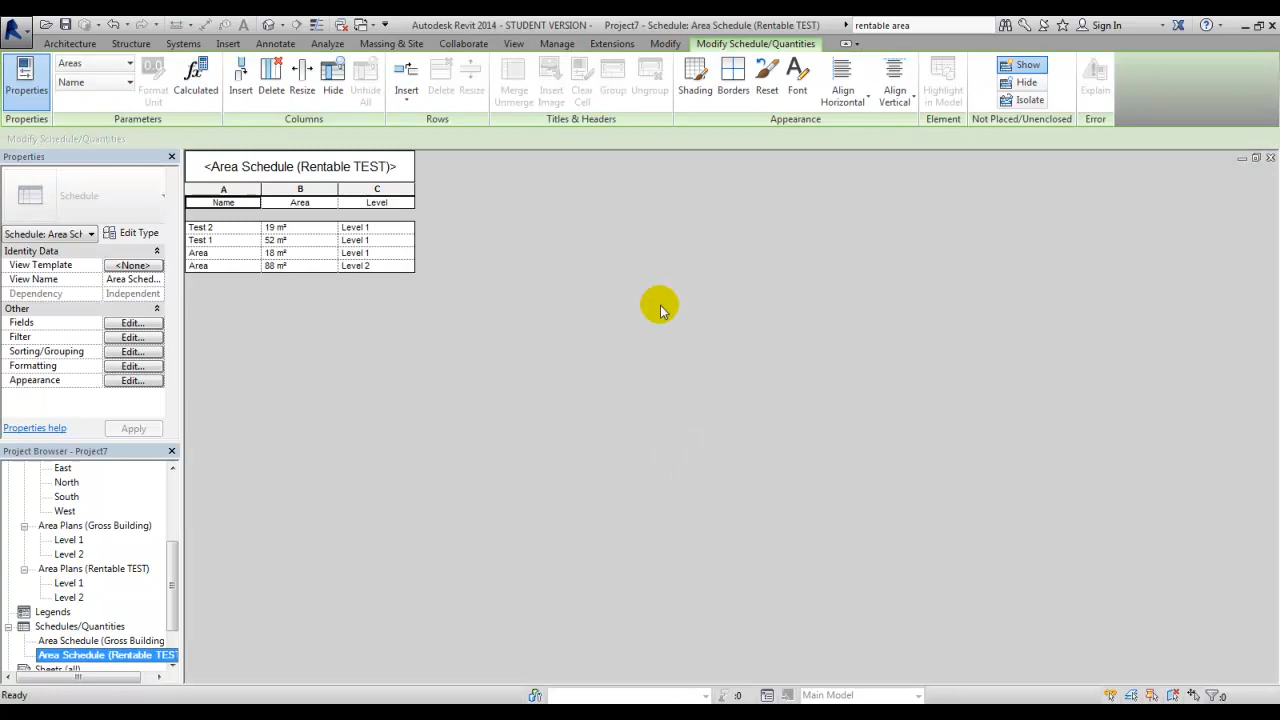 Autodesk Revit 2014 - STUDENT VERSION - Project7 - Schedule: Area Schedule (Rentable TEST)
rentable area
Sign In
Architecture Structure Systems Insert Annotate Analyze Massing & Site Collaborate View Manage Extensions Modify Modify Schedule/Quantities
Properties
Areas
Name
Format Unit
Calculated
Insert Delete Resize Hide Unhide All
Insert Delete Resize
Merge Unmerge Insert Image Clear Cell Group Ungroup
Shading Borders Reset Font Align Horizontal Align Vertical
Highlight in Model
Show
Hide
Isolate
Explain
Properties Parameters Columns Rows Titles & Headers Appearance Element Not Placed/Unenclosed Error
Modify Schedule/Quantities
Properties
Schedule
Schedule: Area Sch Edit Type
Identity Data
View Template <None>
View Name Area Sched...
Dependency Independent
Other
Fields Edit...
Filter Edit...
Sorting/Grouping Edit...
Formatting Edit...
Appearance Edit...
Properties help Apply
Project Browser - Project7
East
North
South
West
Area Plans (Gross Building)
Level 1
Level 2
Area Plans (Rentable TEST)
Level 1
Level 2
Legends
Schedules/Quantities
Area Schedule (Gross Building
Area Schedule (Rentable TEST
Sheets (all)
<Area Schedule (Rentable TEST)>
A B C
Name Area Level
Test 2 19 m² Level 1
Test 1 52 m² Level 1
Area 18 m² Level 1
Area 88 m² Level 2
Ready
:0
Main Model
:0